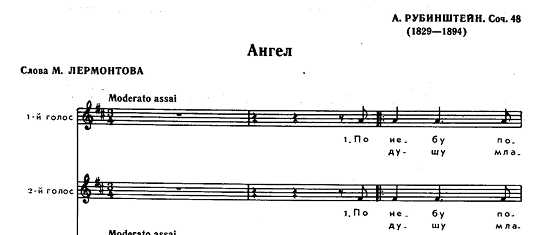 А. РУБИНШТЕЙН. Соч. 48
(1829—1894)
Ангел
Слова М. ЛЕРМОНТОВА
Moderato assai
1-й голос
1. По не- бу по-
ду- шу мла-
2-й голос
1. По не- бу по-
ду- шу мла-
Moderato assai